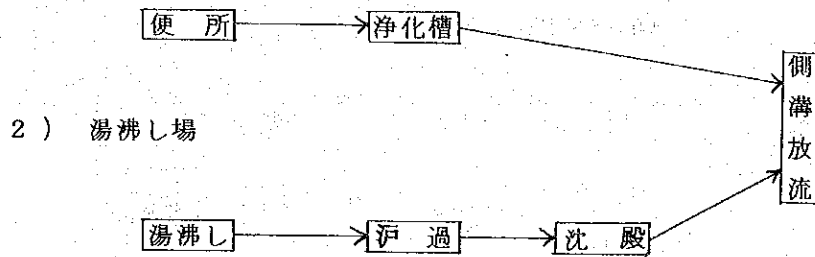 便　所
浄化槽
側溝放流
2）　湯沸し場
湯沸し
沪　過
沈　殿